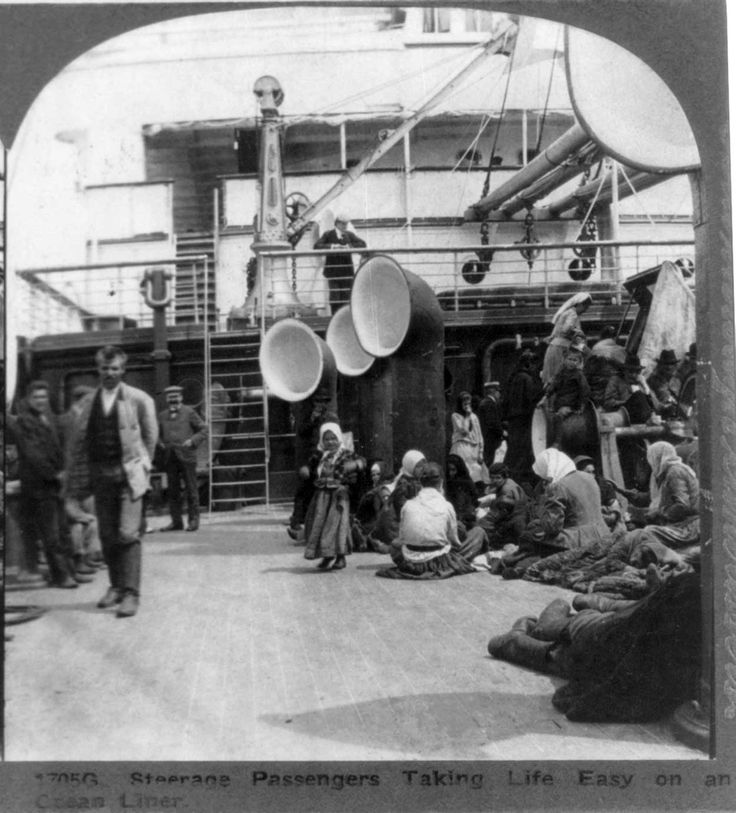 1705G. Steerage Passengers Taking Life Easy on an
Ocean Liner.